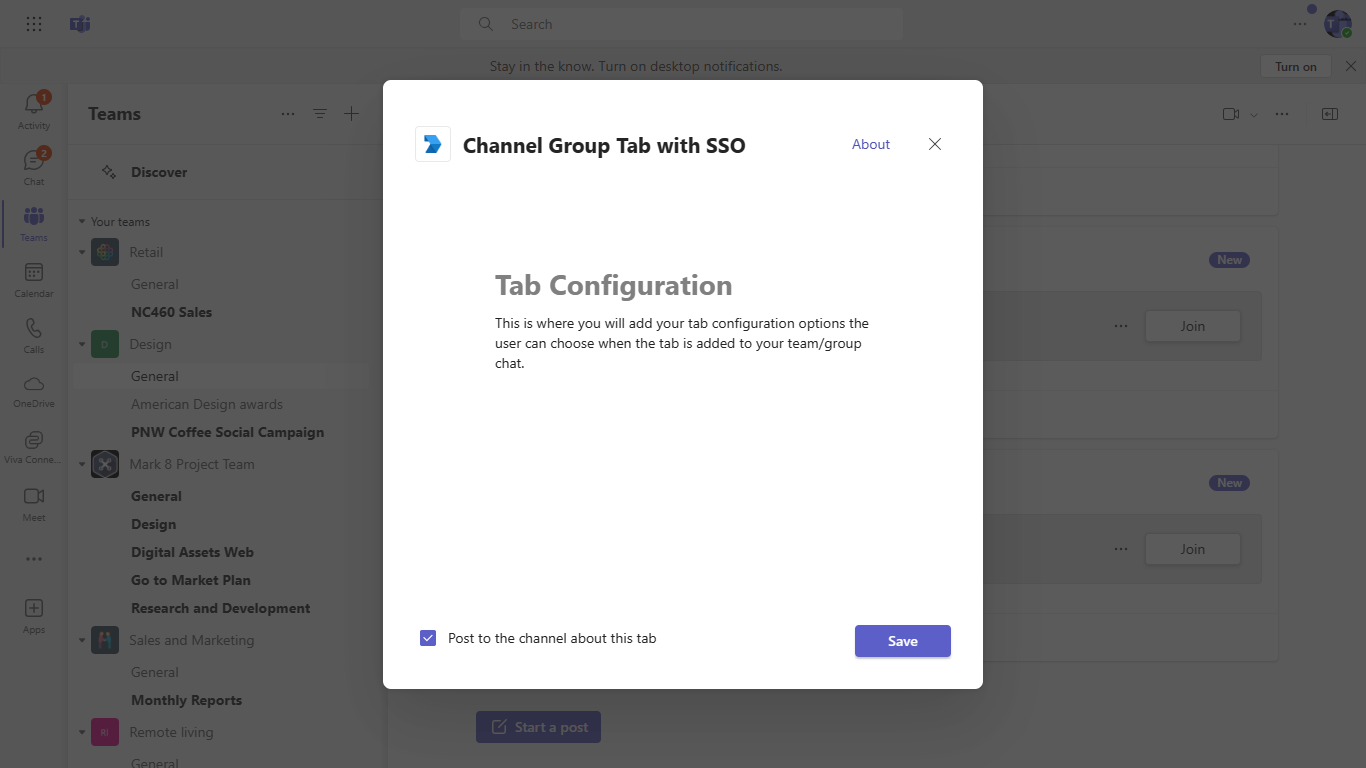 Search
Stay in the know. Turn on desktop notifications.
Turn on
1
Activity
2
Chat
Teams
Calendar
Calls
OneDrive
Viva Conne...
Meet
Apps
Teams
Discover
Your teams
Retail
General
NC460 Sales
D
Design
General
American Design awards
PNW Coffee Social Campaign
Mark 8 Project Team
General
Design
Digital Assets Web
Go to Market Plan
Research and Development
Sales and Marketing
General
Monthly Reports
RI
Remote living
General
Channel Group Tab with SSO
About
Tab Configuration
This is where you will add your tab configuration options the
user can choose when the tab is added to your team/group
chat.
Post to the channel about this tab
Save
New
Join
New
Join
Start a post